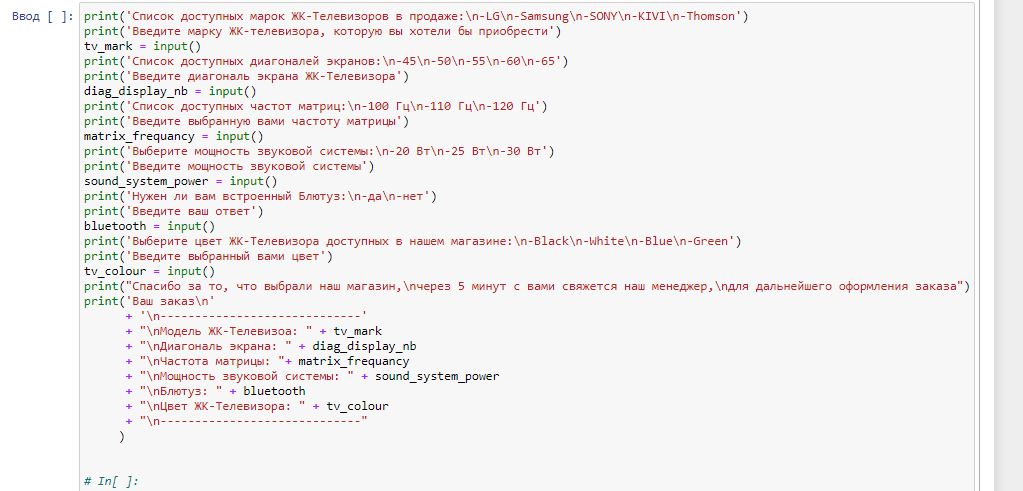 Ввод [ ]: print('Список доступных марок ЖК-Телевизоров в продаже:\n-LG\n-Samsung\n-SONY\n-KIVI\n-Thomson')
print('Введите марку ЖК-телевизора, которую вы хотели бы приобрести')
tv_mark = input()
print('Список доступных диагоналей экранов:\n-45\n-50\n-55\n-60\n-65')
print('Введите диагональ экрана ЖК-Телевизора')
diag_display_nb = input()
print('Список доступных частот матриц:\n-100 Гц\n-110 Гц\n-120 Гц')
print('Введите выбранную вами частоту матрицы')
matrix_frequancy = input()
print('Выберите мощность звуковой системы:\n-20 Вт\n-25 Вт\n-30 Вт')
print('Введите мощность звуковой системы')
sound_system_power = input()
print('Нужен ли вам встроенный Блютуз:\n-да\n-нет')
print('Введите ваш ответ')
bluetooth = input()
print('Выберите цвет ЖК-Телевизора доступных в нашем магазине:\n-Black\n-White\n-Blue\n-Green')
print('Введите выбранный вами цвет')
tv_colour = input()
print("Спасибо за то, что выбрали наш магазин,\nчерез 5 минут с вами свяжется наш менеджер,\nдля дальнейшего оформления заказа")
print('Ваш заказ\n'
+ '\n-----------------------------'
+ "\nМодель ЖК-Телевизоа: " + tv_mark
+ "\nДиагональ экрана: " + diag_display_nb
+ "\nЧастота матрицы: "+ matrix_frequancy
+ "\nМощность звуковой системы: " + sound_system_power
+ "\nБлютуз: " + bluetooth
+ "\nЦвет ЖК-Телевизора: " + tv_colour
+ "\n-----------------------------"
)
# In[ ]: